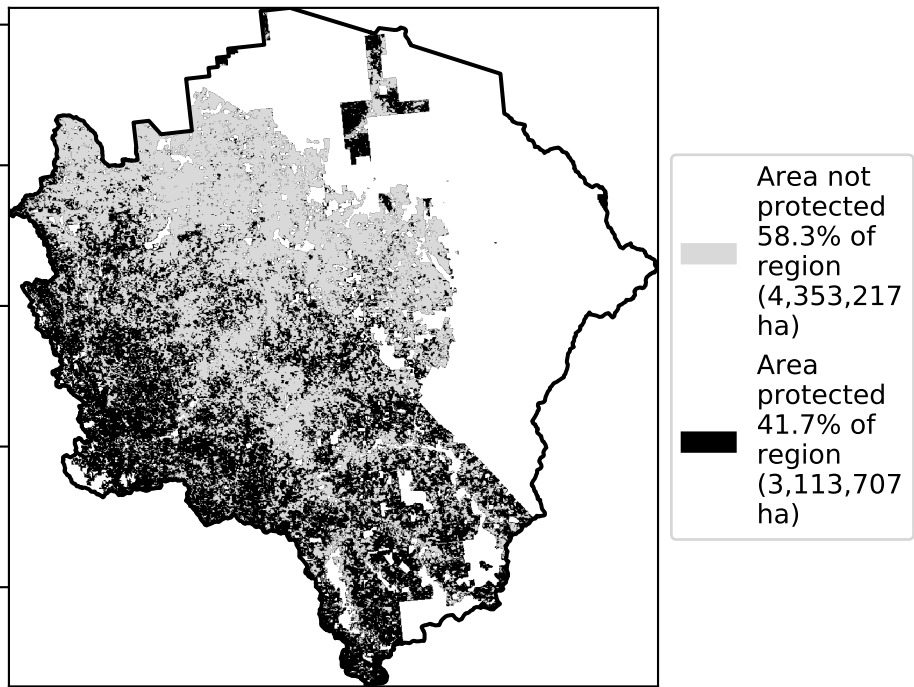 Area not
protected
58.3% of
region
(4,353,217
ha)
Area
protected
41.7% of
region
(3,113,707
ha)